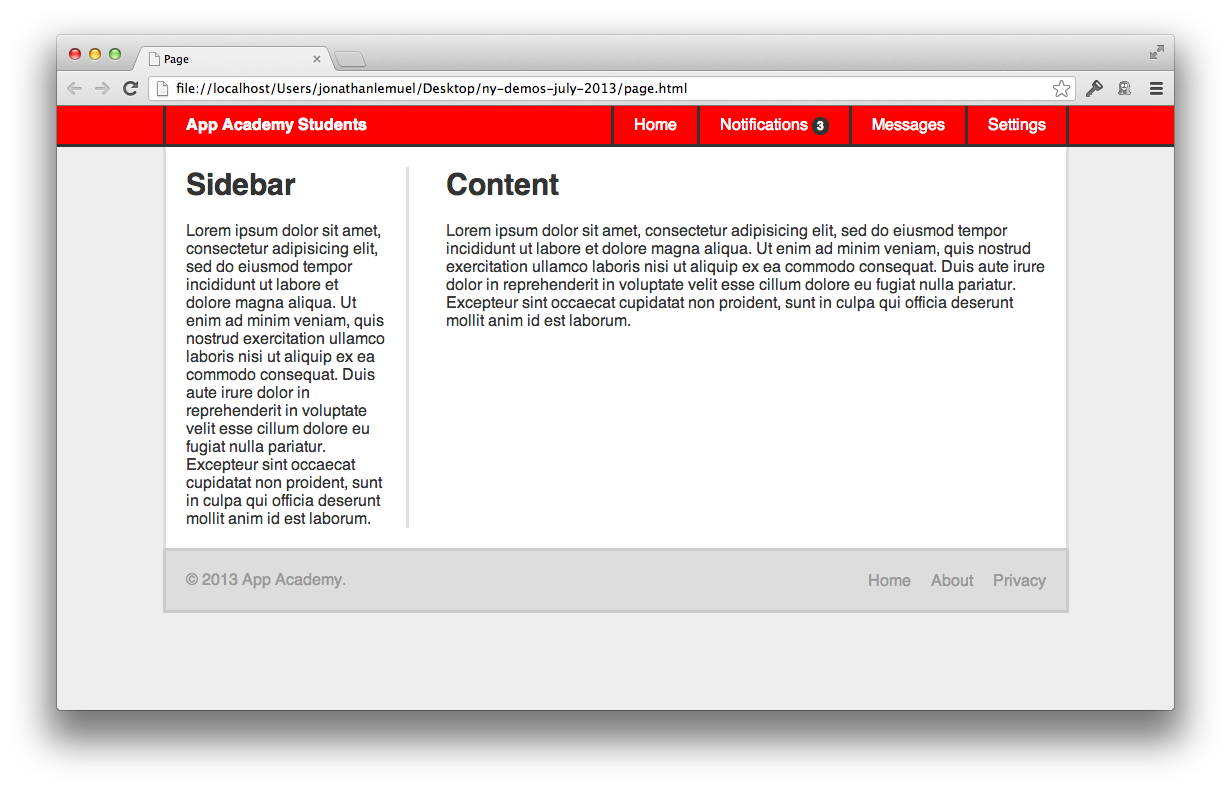 Page
file://localhost/Users/jonathanlemuel/Desktop/ny-demos-july-2013/page.html
App Academy Students Home Notifications 3 Messages Settings
Sidebar
Lorem ipsum dolor sit amet,
consectetur adipisicing elit,
sed do eiusmod tempor
incididunt ut labore et
dolore magna aliqua. Ut
enim ad minim veniam, quis
nostrud exercitation ullamco
laboris nisi ut aliquip ex ea
commodo consequat. Duis
aute irure dolor in
reprehenderit in voluptate
velit esse cillum dolore eu
fugiat nulla pariatur.
Excepteur sint occaecat
cupidatat non proident, sunt
in culpa qui officia deserunt
mollit anim id est laborum.
Content
Lorem ipsum dolor sit amet, consectetur adipisicing elit, sed do eiusmod tempor
incididunt ut labore et dolore magna aliqua. Ut enim ad minim veniam, quis nostrud
exercitation ullamco laboris nisi ut aliquip ex ea commodo consequat. Duis aute irure
dolor in reprehenderit in voluptate velit esse cillum dolore eu fugiat nulla pariatur.
Excepteur sint occaecat cupidatat non proident, sunt in culpa qui officia deserunt
mollit anim id est laborum.
© 2013 App Academy. Home About Privacy